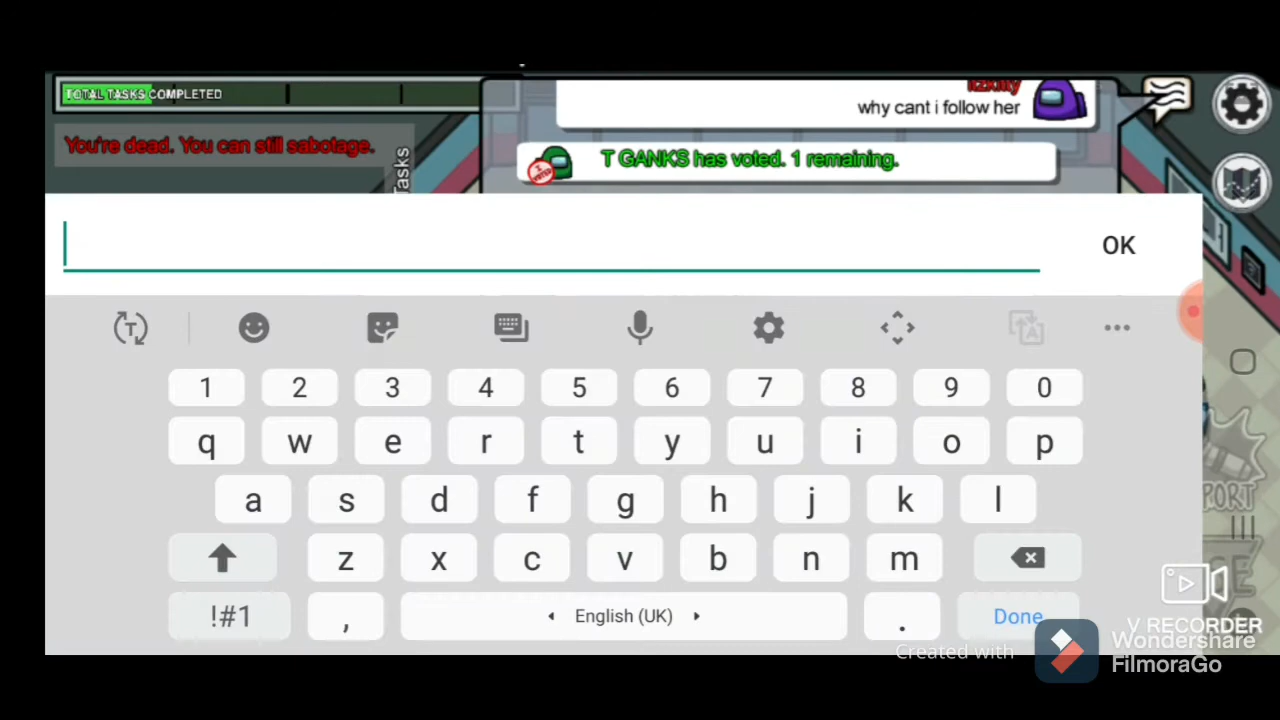 TOTAL TASKS COMPLETED
You're dead. You can still sabotage.
Tasks
itzkitty
why cant i follow her
I VOTED
T GANKS has voted. 1 remaining.
OK
T
A
1 2 3 4 5 6 7 8 9 0
q w e r t y u i o p
a s d f g h j k l
z x c v b n m
!#1 , English (UK) . Done
V RECORDER
Created with
Wondershare
FilmoraGo